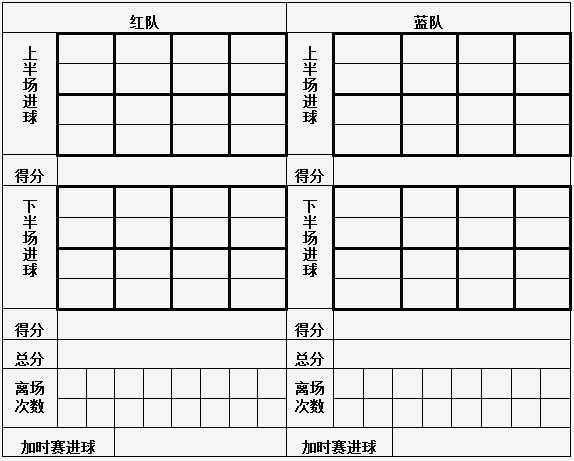 红队 蓝队
上半场进球 上半场进球
得分 得分
下半场进球 下半场进球
得分 得分
总分 总分
离场 离场
次数 次数
加时赛进球 加时赛进球